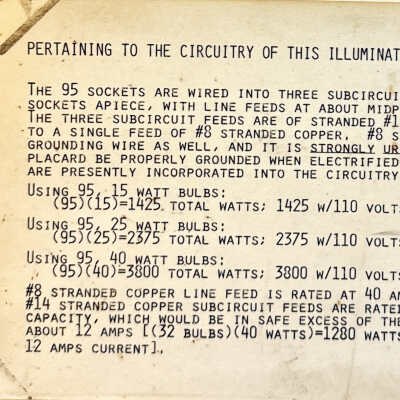 PERTAINING TO THE CIRCUITRY OF THIS ILLUMINAT
THE 95 SOCKETS ARE WIRED INTO THREE SUBCIRCUI
SOCKETS APIECE, WITH LINE FEEDS AT ABOUT MIDP
THE THREE SUBCIRCUIT FEEDS ARE OF STRANDED #1
TO A SINGLE FEED OF #8 STRANDED COPPER. #8 S
GROUNDING WIRE AS WELL, AND IT IS STRONGLY UR
PLACARD BE PROPERLY GROUNDED WHEN ELECTRIFIED
ARE PRESENTLY INCORPORATED INTO THE CIRCUITRY
USING 95, 15 WATT BULBS:
(95)(15)=1425 TOTAL WATTS; 1425 W/110 VOLT
USING 95, 25 WATT BULBS:
(95)(25)=2375 TOTAL WATTS; 2375 W/110 VOLT
USING 95, 40 WATT BULBS:
(95)(40)=3800 TOTAL WATTS; 3800 W/110 VOLT
#8 STRANDED COPPER LINE FEED IS RATED AT 40 AM
#14 STRANDED COPPER SUBCIRCUIT FEEDS ARE RATE
CAPACITY, WHICH WOULD BE IN SAFE EXCESS OF THE
ABOUT 12 AMPS [(32 BULBS)(40 WATTS)=1280 WATTS
12 AMPS CURRENT].